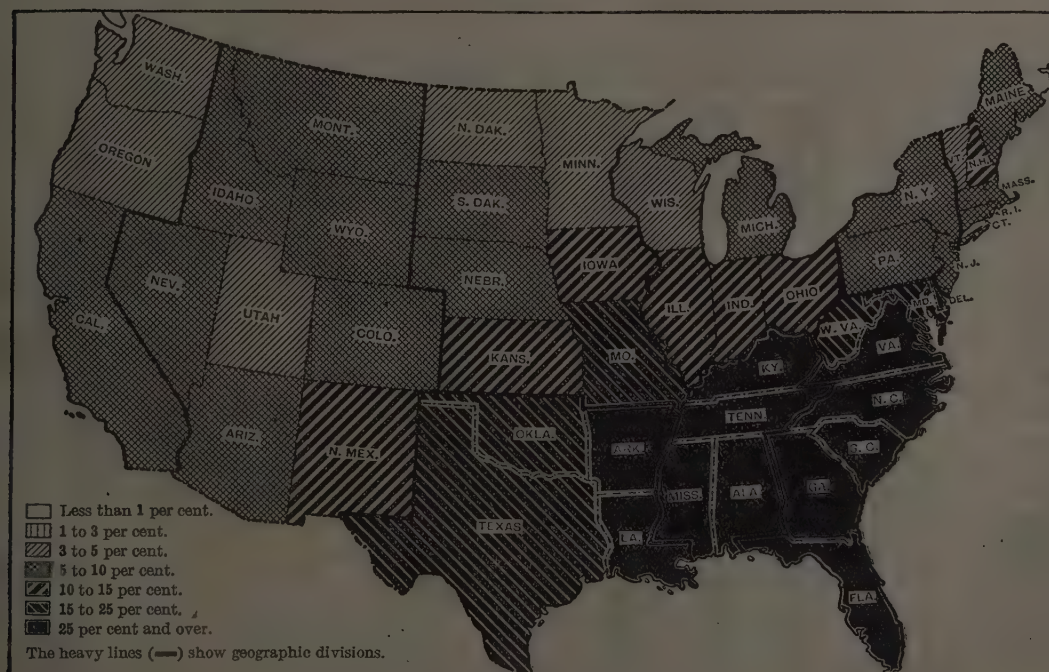 WASH.
OREGON
CAL.
NEV.
IDAHO
MONT.
WYO.
UTAH
COLO.
ARIZ.
N. MEX.
N. DAK.
S. DAK.
NEBR.
KANS.
OKLA.
TEXAS
MINN.
IOWA
MO.
ARK.
LA.
WIS.
ILL.
MICH.
IND.
OHIO
KY.
TENN.
MISS.
ALA.
GA.
FLA.
S. C.
N. C.
VA.
W. VA.
MD.
DEL.
PA.
N. J.
N. Y.
CT.
R. I.
MASS.
VT.
N.H.
MAINE
Less than 1 per cent.
1 to 3 per cent.
3 to 5 per cent.
5 to 10 per cent.
10 to 15 per cent.
15 to 25 per cent.
25 per cent and over.
The heavy lines (▬) show geographic divisions.